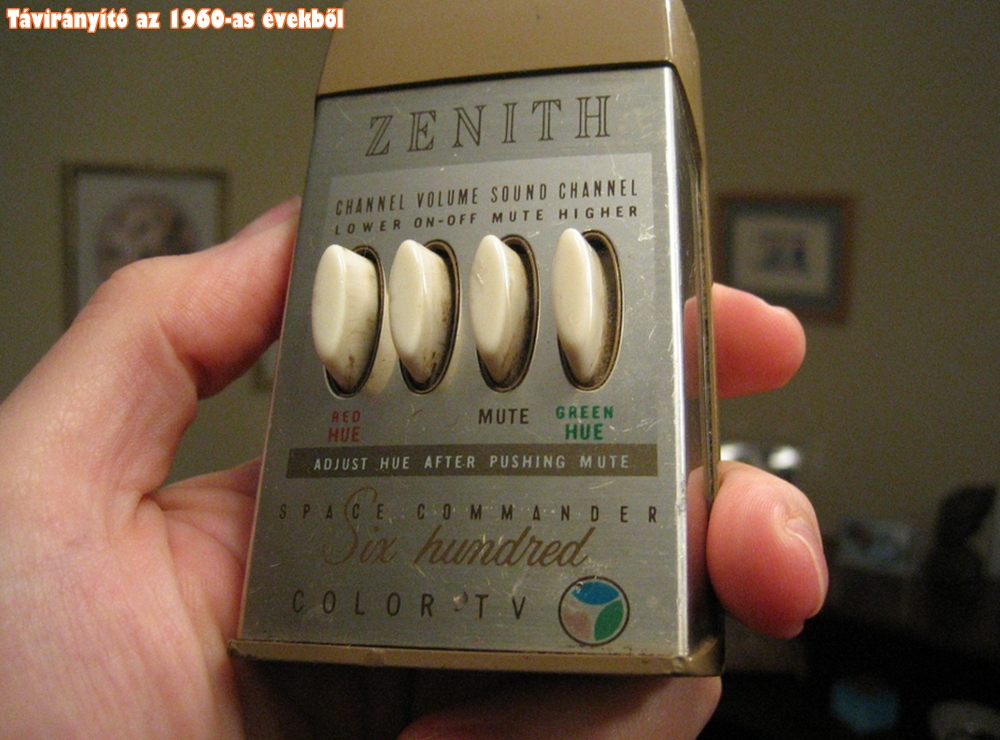 Távirányító az 1960-as évekből
ZENITH
CHANNEL VOLUME SOUND CHANNEL
LOWER ON-OFF MUTE HIGHER
RED HUE
MUTE
GREEN HUE
ADJUST HUE AFTER PUSHING MUTE
SPACE COMMANDER
Six hundred
COLOR TV